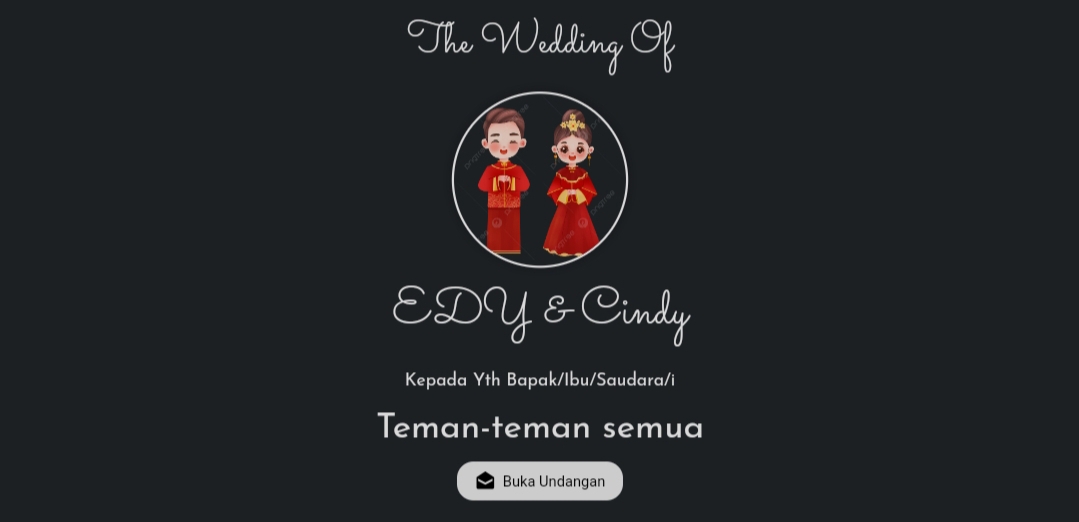 The Wedding Of
EDY & Cindy
Kepada Yth Bapak/Ibu/Saudara/i
Teman-teman semua
Buka Undangan